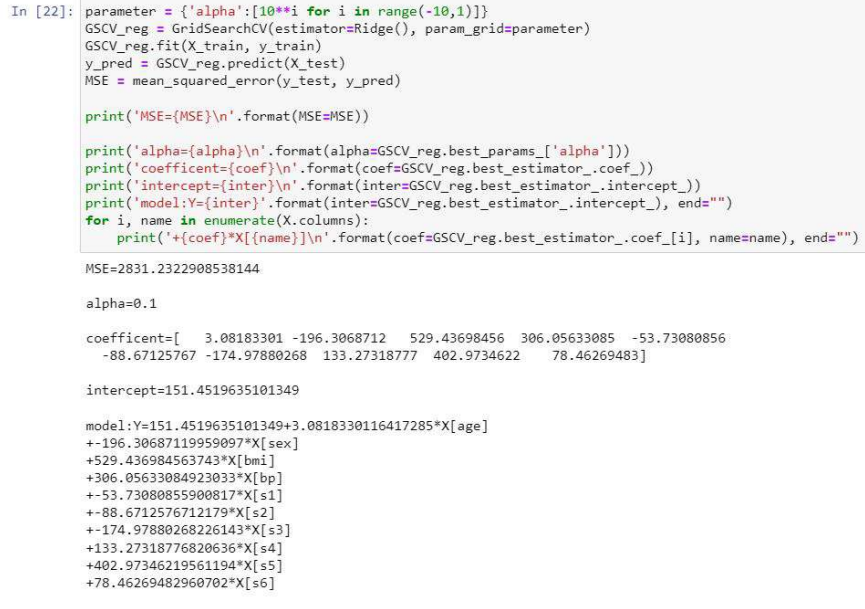 In [22]: parameter = {'alpha':[10**i for i in range(-10,1)]}
GSCV_reg = GridSearchCV(estimator=Ridge(), param_grid=parameter)
GSCV_reg.fit(X_train, y_train)
y_pred = GSCV_reg.predict(X_test)
MSE = mean_squared_error(y_test, y_pred)
print('MSE={MSE}\n'.format(MSE=MSE))
print('alpha={alpha}\n'.format(alpha=GSCV_reg.best_params_['alpha']))
print('coefficent={coef}\n'.format(coef=GSCV_reg.best_estimator_.coef_))
print('intercept={inter}\n'.format(inter=GSCV_reg.best_estimator_.intercept_))
print('model:Y={inter}'.format(inter=GSCV_reg.best_estimator_.intercept_), end="")
for i, name in enumerate(X.columns):
    print('+{coef}*X[{name}]\n'.format(coef=GSCV_reg.best_estimator_.coef_[i], name=name), end="")
MSE=2831.2322908538144
alpha=0.1
coefficent=[   3.08183301 -196.3068712   529.43698456  306.05633085  -53.73080856
  -88.67125767 -174.97880268  133.27318777  402.9734622    78.46269483]
intercept=151.4519635101349
model:Y=151.4519635101349+3.0818330116417285*X[age]
+-196.30687119959097*X[sex]
+529.436984563743*X[bmi]
+306.05633084923033*X[bp]
+-53.73080855900817*X[s1]
+-88.6712576712179*X[s2]
+-174.97880268226143*X[s3]
+133.27318776820636*X[s4]
+402.97346219561194*X[s5]
+78.46269482960702*X[s6]